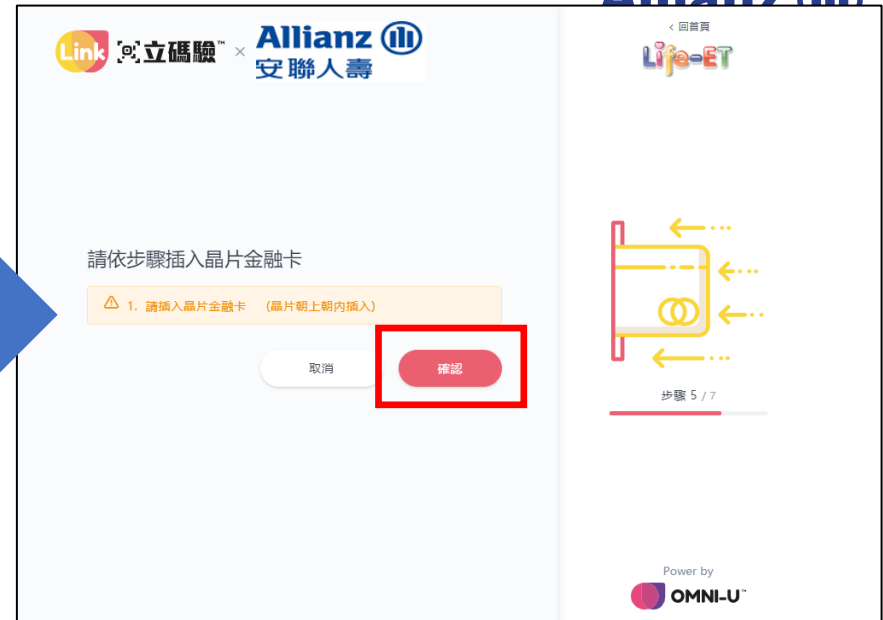 Allianz
Link 立碼驗™ × Allianz
安聯人壽
‹ 回首頁
Life-ET
請依步驟插入晶片金融卡
1. 請插入晶片金融卡 (晶片朝上朝內插入)
取消
確認
步驟 5 / 7
Power by
OMNI-U™